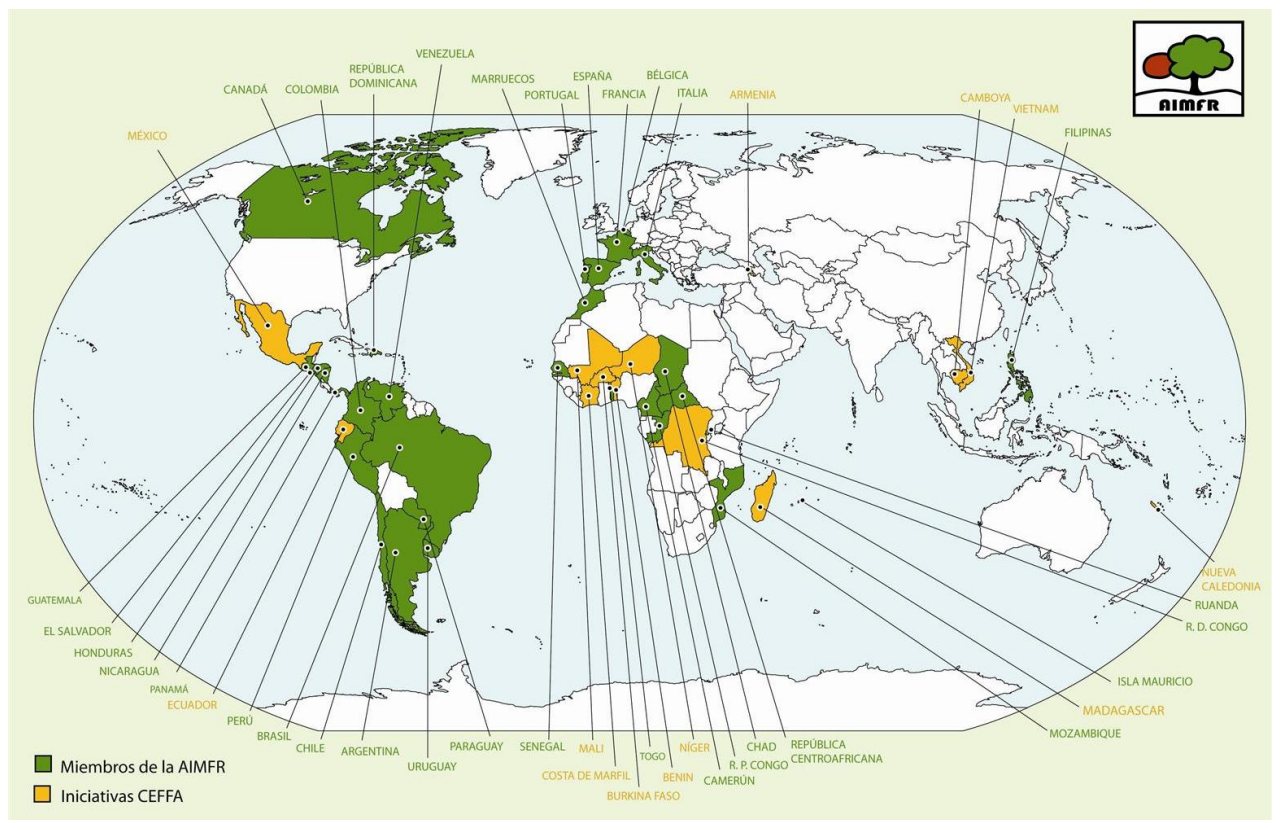 VENEZUELA
REPÚBLICA
DOMINICANA
CANADÁ
COLOMBIA
MARRUECOS
ESPAÑA
BÉLGICA
PORTUGAL
FRANCIA
ITALIA
ARMENIA
CAMBOYA
VIETNAM
FILIPINAS
MÉXICO
AIMFR
NUEVA
CALEDONIA
GUATEMALA
RUANDA
EL SALVADOR
R. D. CONGO
HONDURAS
NICARAGUA
ISLA MAURICIO
PANAMÁ
ECUADOR
MADAGASCAR
PERÚ
BRASIL
MOZAMBIQUE
CHILE
ARGENTINA
URUGUAY
PARAGUAY
SENEGAL
MALI
COSTA DE MARFIL
BURKINA FASO
TOGO
BENIN
NÍGER
CAMERÚN
R. P. CONGO
CHAD
REPÚBLICA
CENTROAFRICANA
Miembros de la AIMFR
Iniciativas CEFFA